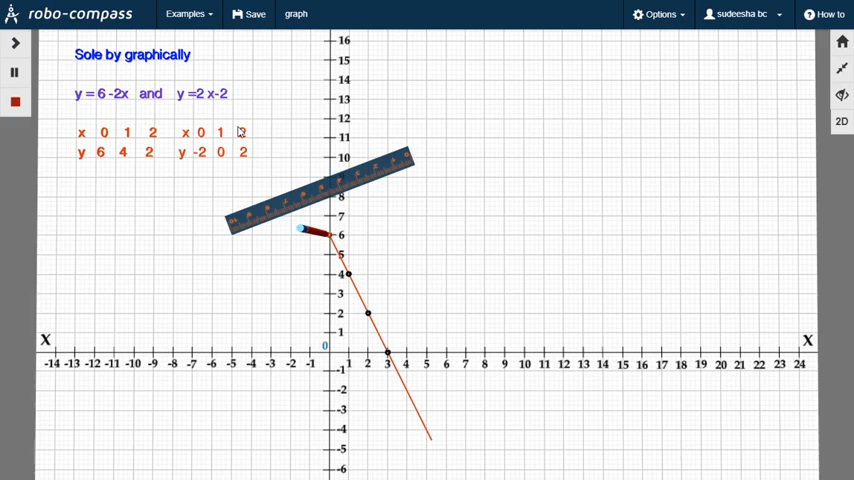 robo-compass Examples Save graph Options sudeesha bc How to
Sole by graphically
y = 6 -2x and y =2 x-2
x 0 1 2 x 0 1 2
y 6 4 2 y -2 0 2
2D
16
15
14
13
12
11
10
8
7
6
5
4
3
2
1
X 0 X
-14 -13 -12 -11 -10 -9 -8 -7 -6 -5 -4 -3 -2 -1 1 2 3 4 5 6 7 8 9 10 11 12 13 14 15 16 17 18 19 20 21 22 23 24
-1
-2
-3
-4
-5
-6